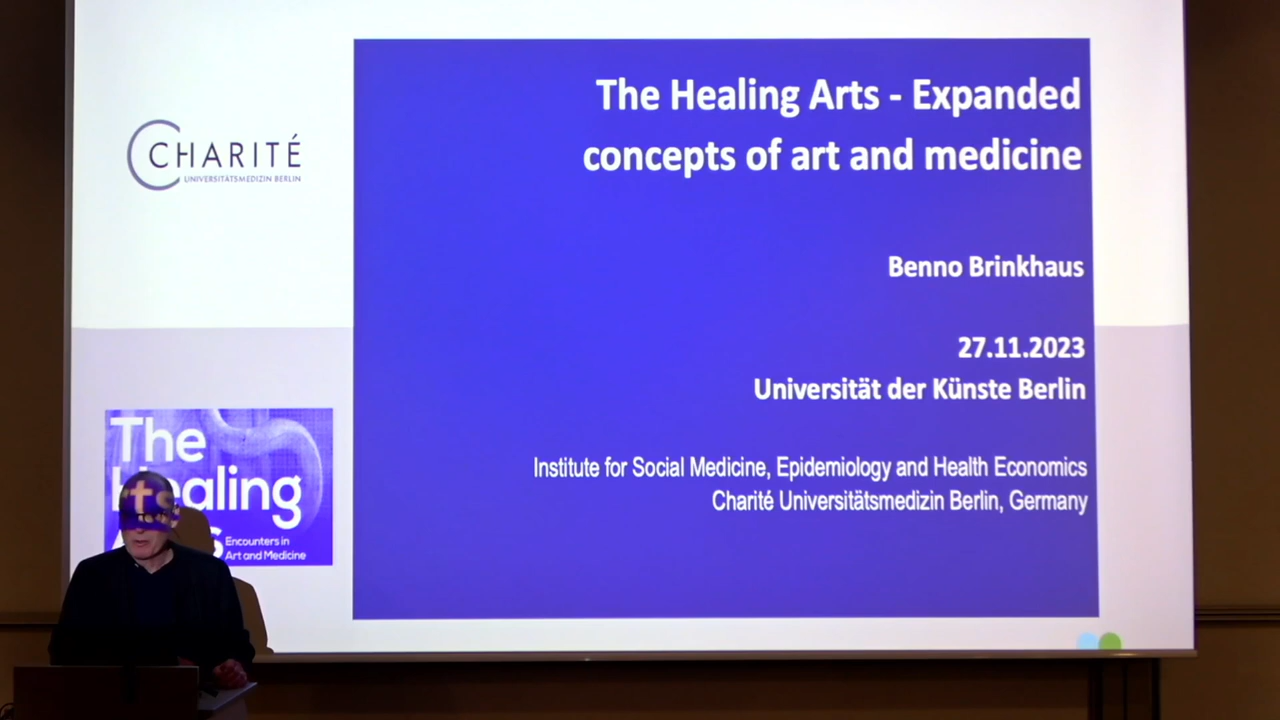 CHARITÉ
UNIVERSITÄTSMEDIZIN BERLIN
The Healing Arts - Expanded
concepts of art and medicine
Benno Brinkhaus
27.11.2023
Universität der Künste Berlin
Institute for Social Medicine, Epidemiology and Health Economics
Charité Universitätsmedizin Berlin, Germany
The
Healing
Encounters in
Art and Medicine